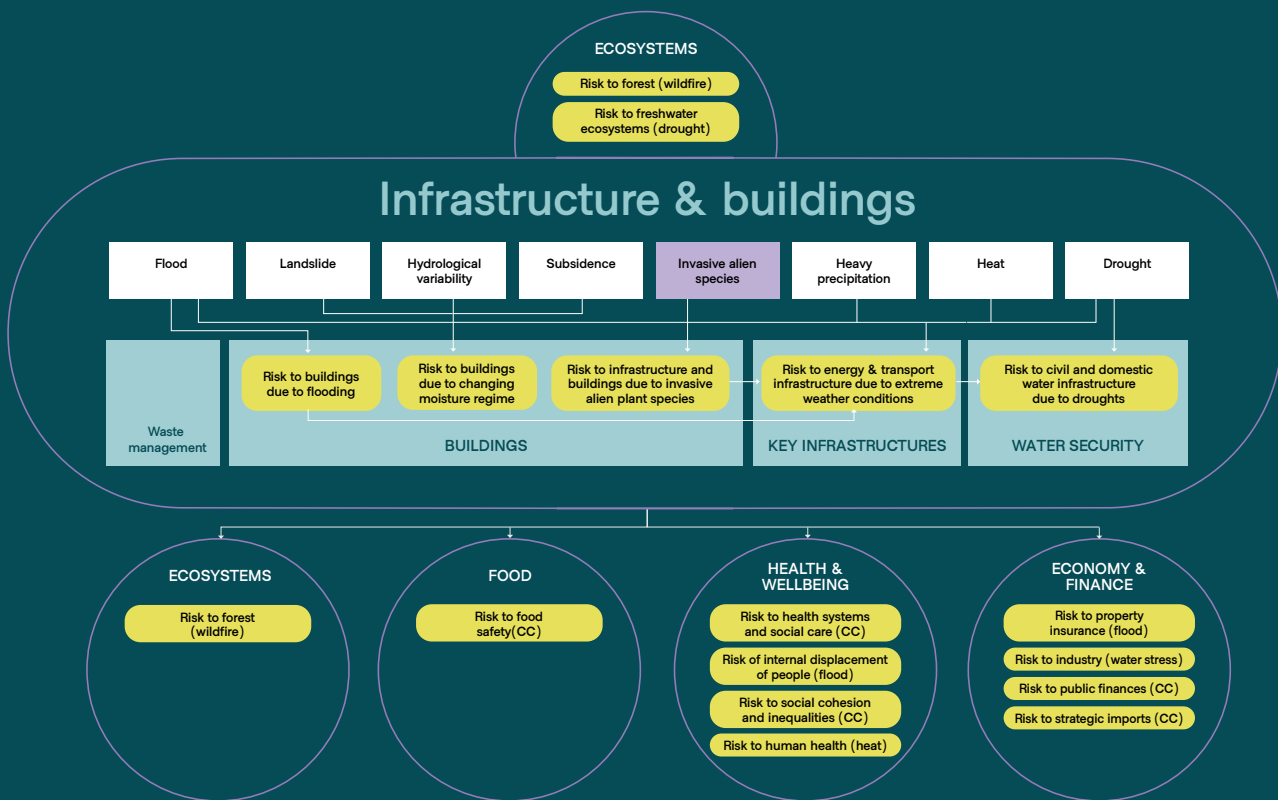 ECOSYSTEMS
Risk to forest (wildfire)
Risk to freshwater
ecosystems (drought)
Infrastructure & buildings
Flood
Landslide
Hydrological
variability
Subsidence
Invasive alien
species
Heavy
precipitation
Heat
Drought
Waste
management
Risk to buildings
due to flooding
Risk to buildings
due to changing
moisture regime
Risk to infrastructure and
buildings due to invasive
alien plant species
BUILDINGS
Risk to energy & transport
infrastructure due to extreme
weather conditions
KEY INFRASTRUCTURES
Risk to civil and domestic
water infrastructure
due to droughts
WATER SECURITY
ECOSYSTEMS
Risk to forest
(wildfire)
FOOD
Risk to food
safety(CC)
HEALTH &
WELLBEING
Risk to health systems
and social care (CC)
Risk of internal displacement
of people (flood)
Risk to social cohesion
and inequalities (CC)
Risk to human health (heat)
ECONOMY &
FINANCE
Risk to property
insurance (flood)
Risk to industry (water stress)
Risk to public finances (CC)
Risk to strategic imports (CC)